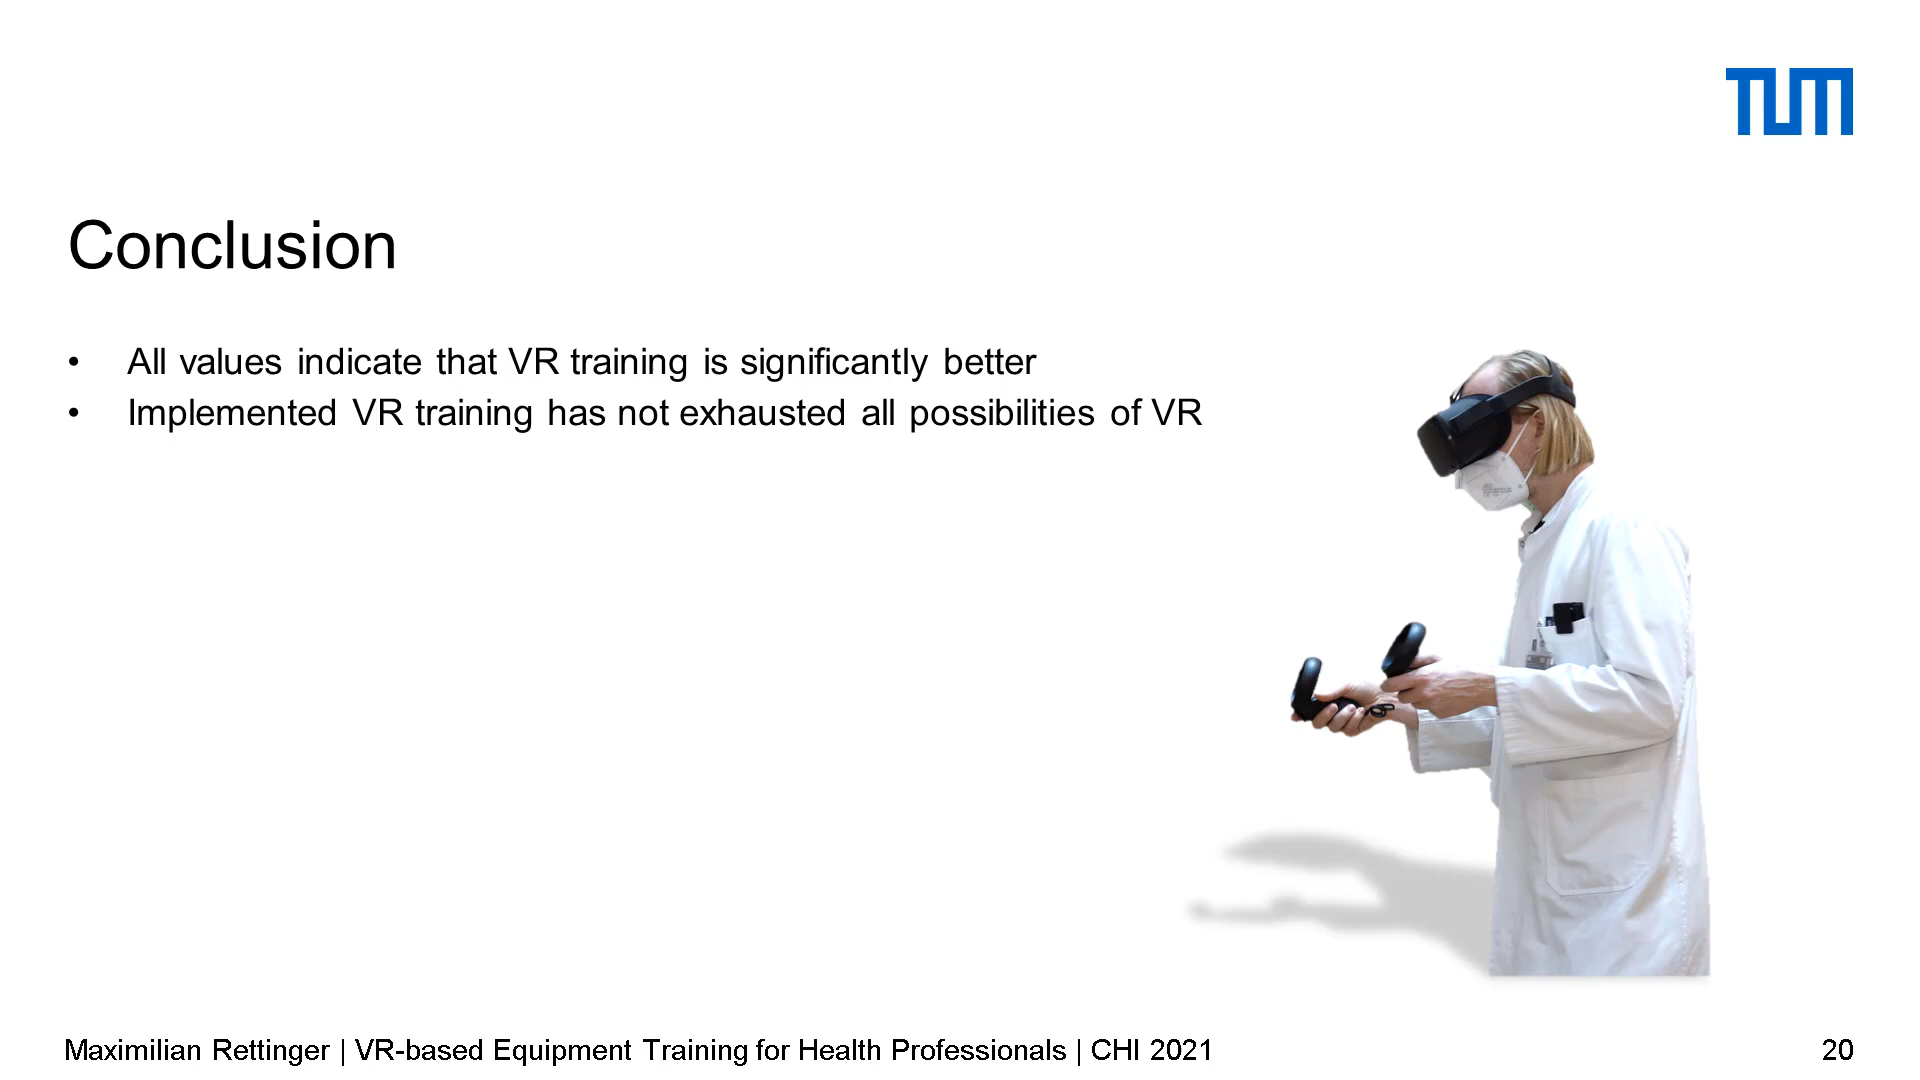 TUM
Conclusion
• All values indicate that VR training is significantly better
• Implemented VR training has not exhausted all possibilities of VR
Maximilian Rettinger | VR-based Equipment Training for Health Professionals | CHI 2021
20